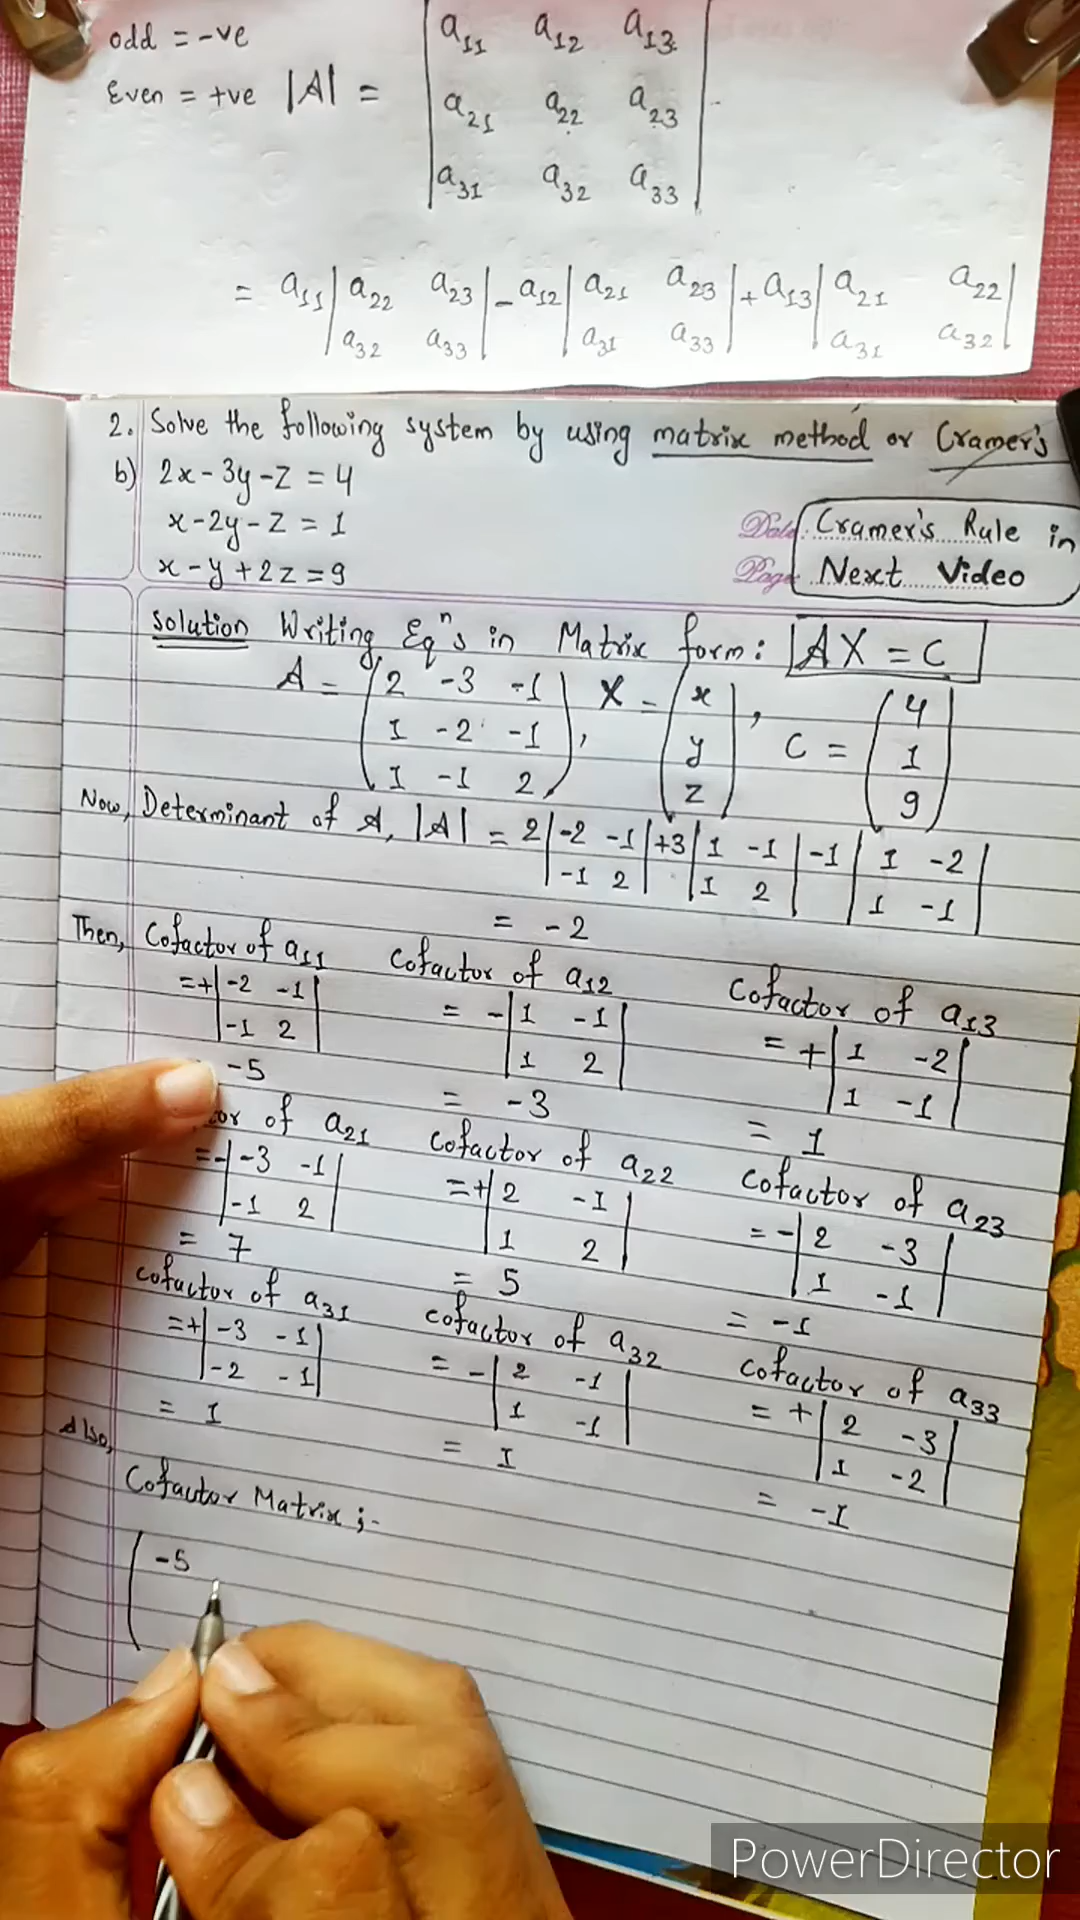 odd = -ve
Even = +ve |A| = | a11 a12 a13 |
| a21 a22 a23 |
| a31 a32 a33 |
= a11 | a22 a23 | - a12 | a21 a23 | + a13 | a21 a22 |
| a32 a33 | | a31 a33 | | a31 a32 |
2. Solve the following system by using matrix method or Cramer's
b) 2x - 3y - z = 4
x - 2y - z = 1
x - y + 2z = 9
Date: Cramer's Rule in
Page: Next Video
Solution Writing Eqⁿs in Matrix form: AX = C
A = ( 2 -3 -1 ) X = ( x ) , C = ( 4 )
( 1 -2 -1 ) , ( y ) ( 1 )
( 1 -1 2 ) ( z ) ( 9 )
Now, Determinant of A, |A| = 2 | -2 -1 | +3 | 1 -1 | -1 | 1 -2 |
| -1 2 | | 1 2 | | 1 -1 |
= -2
Then, Cofactor of a11 Cofactor of a12 Cofactor of a13
= + | -2 -1 | = - | 1 -1 | = + | 1 -2 |
| -1 2 | | 1 2 | | 1 -1 |
-5 = -3 = 1
of a21 Cofactor of a22 Cofactor of a23
= - | -3 -1 | = + | 2 -1 | = - | 2 -3 |
| -1 2 | | 1 2 | | 1 -1 |
= 7 = 5 = -1
Cofactor of a31 Cofactor of a32 Cofactor of a33
= + | -3 -1 | = - | 2 -1 | = + | 2 -3 |
| -2 -1 | | 1 -1 | | 1 -2 |
= 1 = 1 = -1
Also,
Cofactor Matrix ;-
( -5
PowerDirector